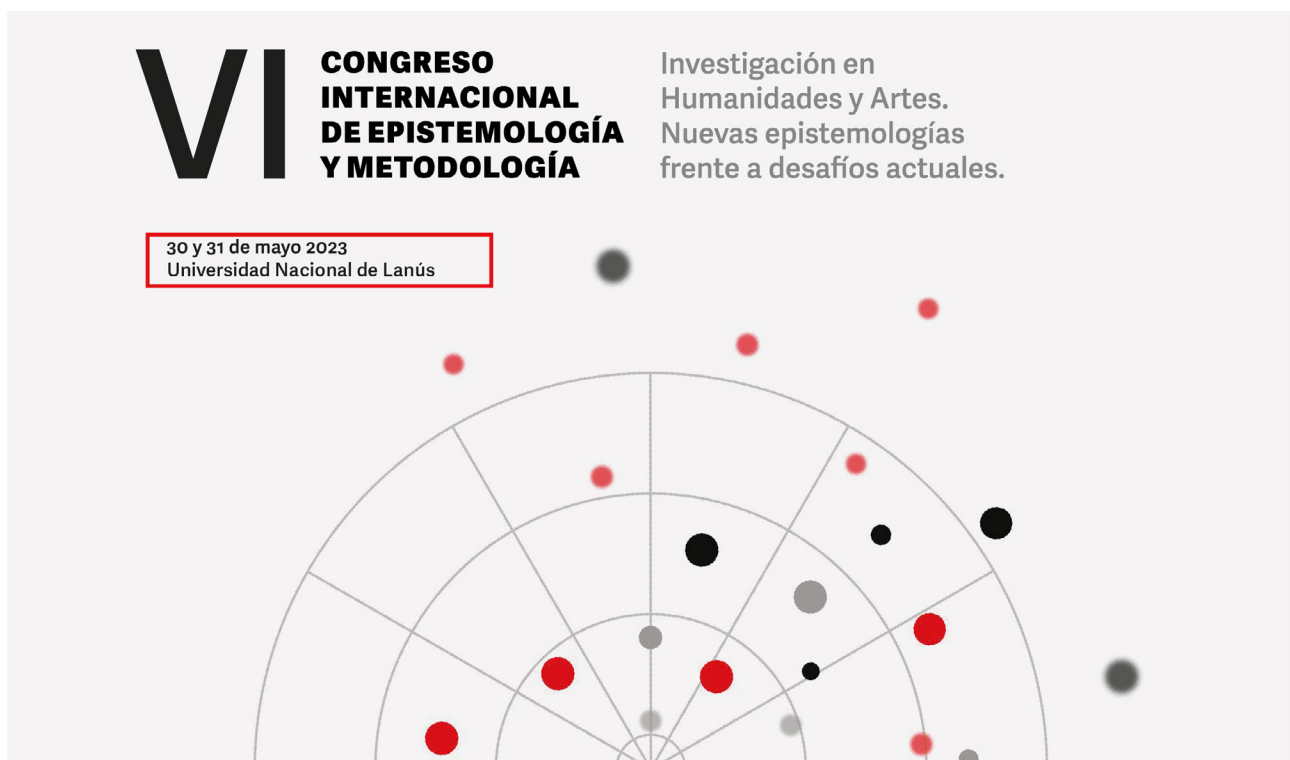 VI
CONGRESO
INTERNACIONAL
DE EPISTEMOLOGÍA
Y METODOLOGÍA
Investigación en
Humanidades y Artes.
Nuevas epistemologías
frente a desafíos actuales.
30 y 31 de mayo 2023
Universidad Nacional de Lanús